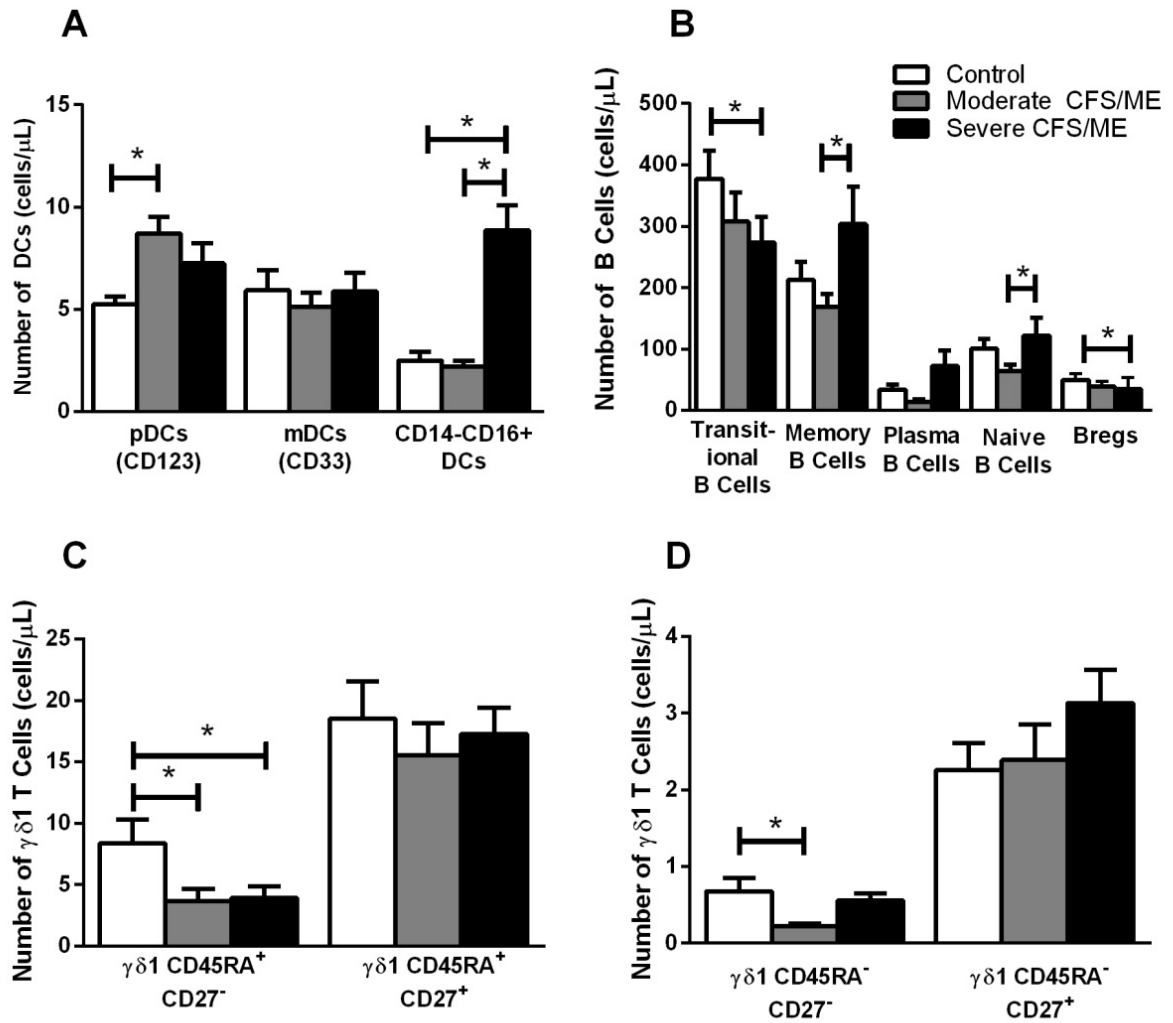 A
Number of DCs (cells/μL)
15
10
5
0
*
*
*
pDCs
(CD123)
mDCs
(CD33)
CD14-CD16+
DCs
B
Control
Moderate CFS/ME
Severe CFS/ME
Number of B Cells (cells/μL)
500
400
300
200
100
0
*
*
*
*
Transit-
ional
B Cells
Memory
B Cells
Plasma
B Cells
Naive
B Cells
Bregs
C
Number of γδ1 T Cells (cells/μL)
25
20
15
10
5
0
*
*
γδ1 CD45RA⁺
CD27⁻
γδ1 CD45RA⁺
CD27⁺
D
Number of γδ1 T Cells (cells/μL)
4
3
2
1
0
*
γδ1 CD45RA⁻
CD27⁻
γδ1 CD45RA⁻
CD27⁺